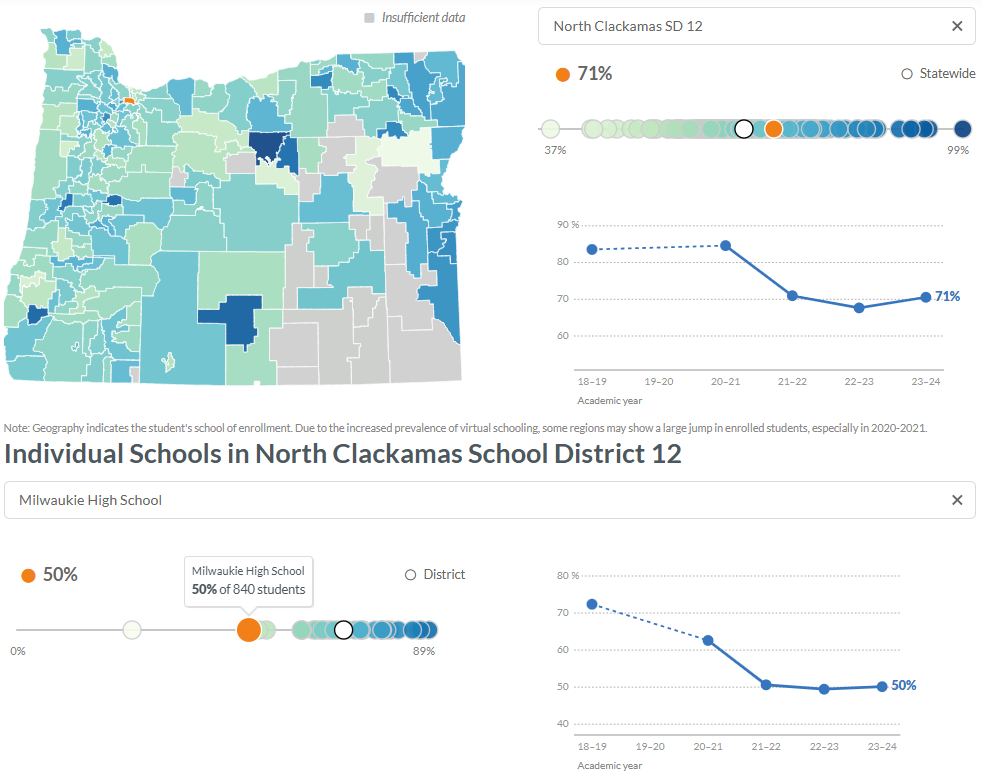 Insufficient data
North Clackamas SD 12 ✕
71%
Statewide
37%
99%
90 %
80
70
60
71%
18–19 19–20 20–21 21–22 22–23 23–24
Academic year
Note: Geography indicates the student's school of enrollment. Due to the increased prevalence of virtual schooling, some regions may show a large jump in enrolled students, especially in 2020-2021.
Individual Schools in North Clackamas School District 12
Milwaukie High School ✕
50%
Milwaukie High School
50% of 840 students
District
0%
89%
80 %
70
60
50
40
50%
18–19 19–20 20–21 21–22 22–23 23–24
Academic year